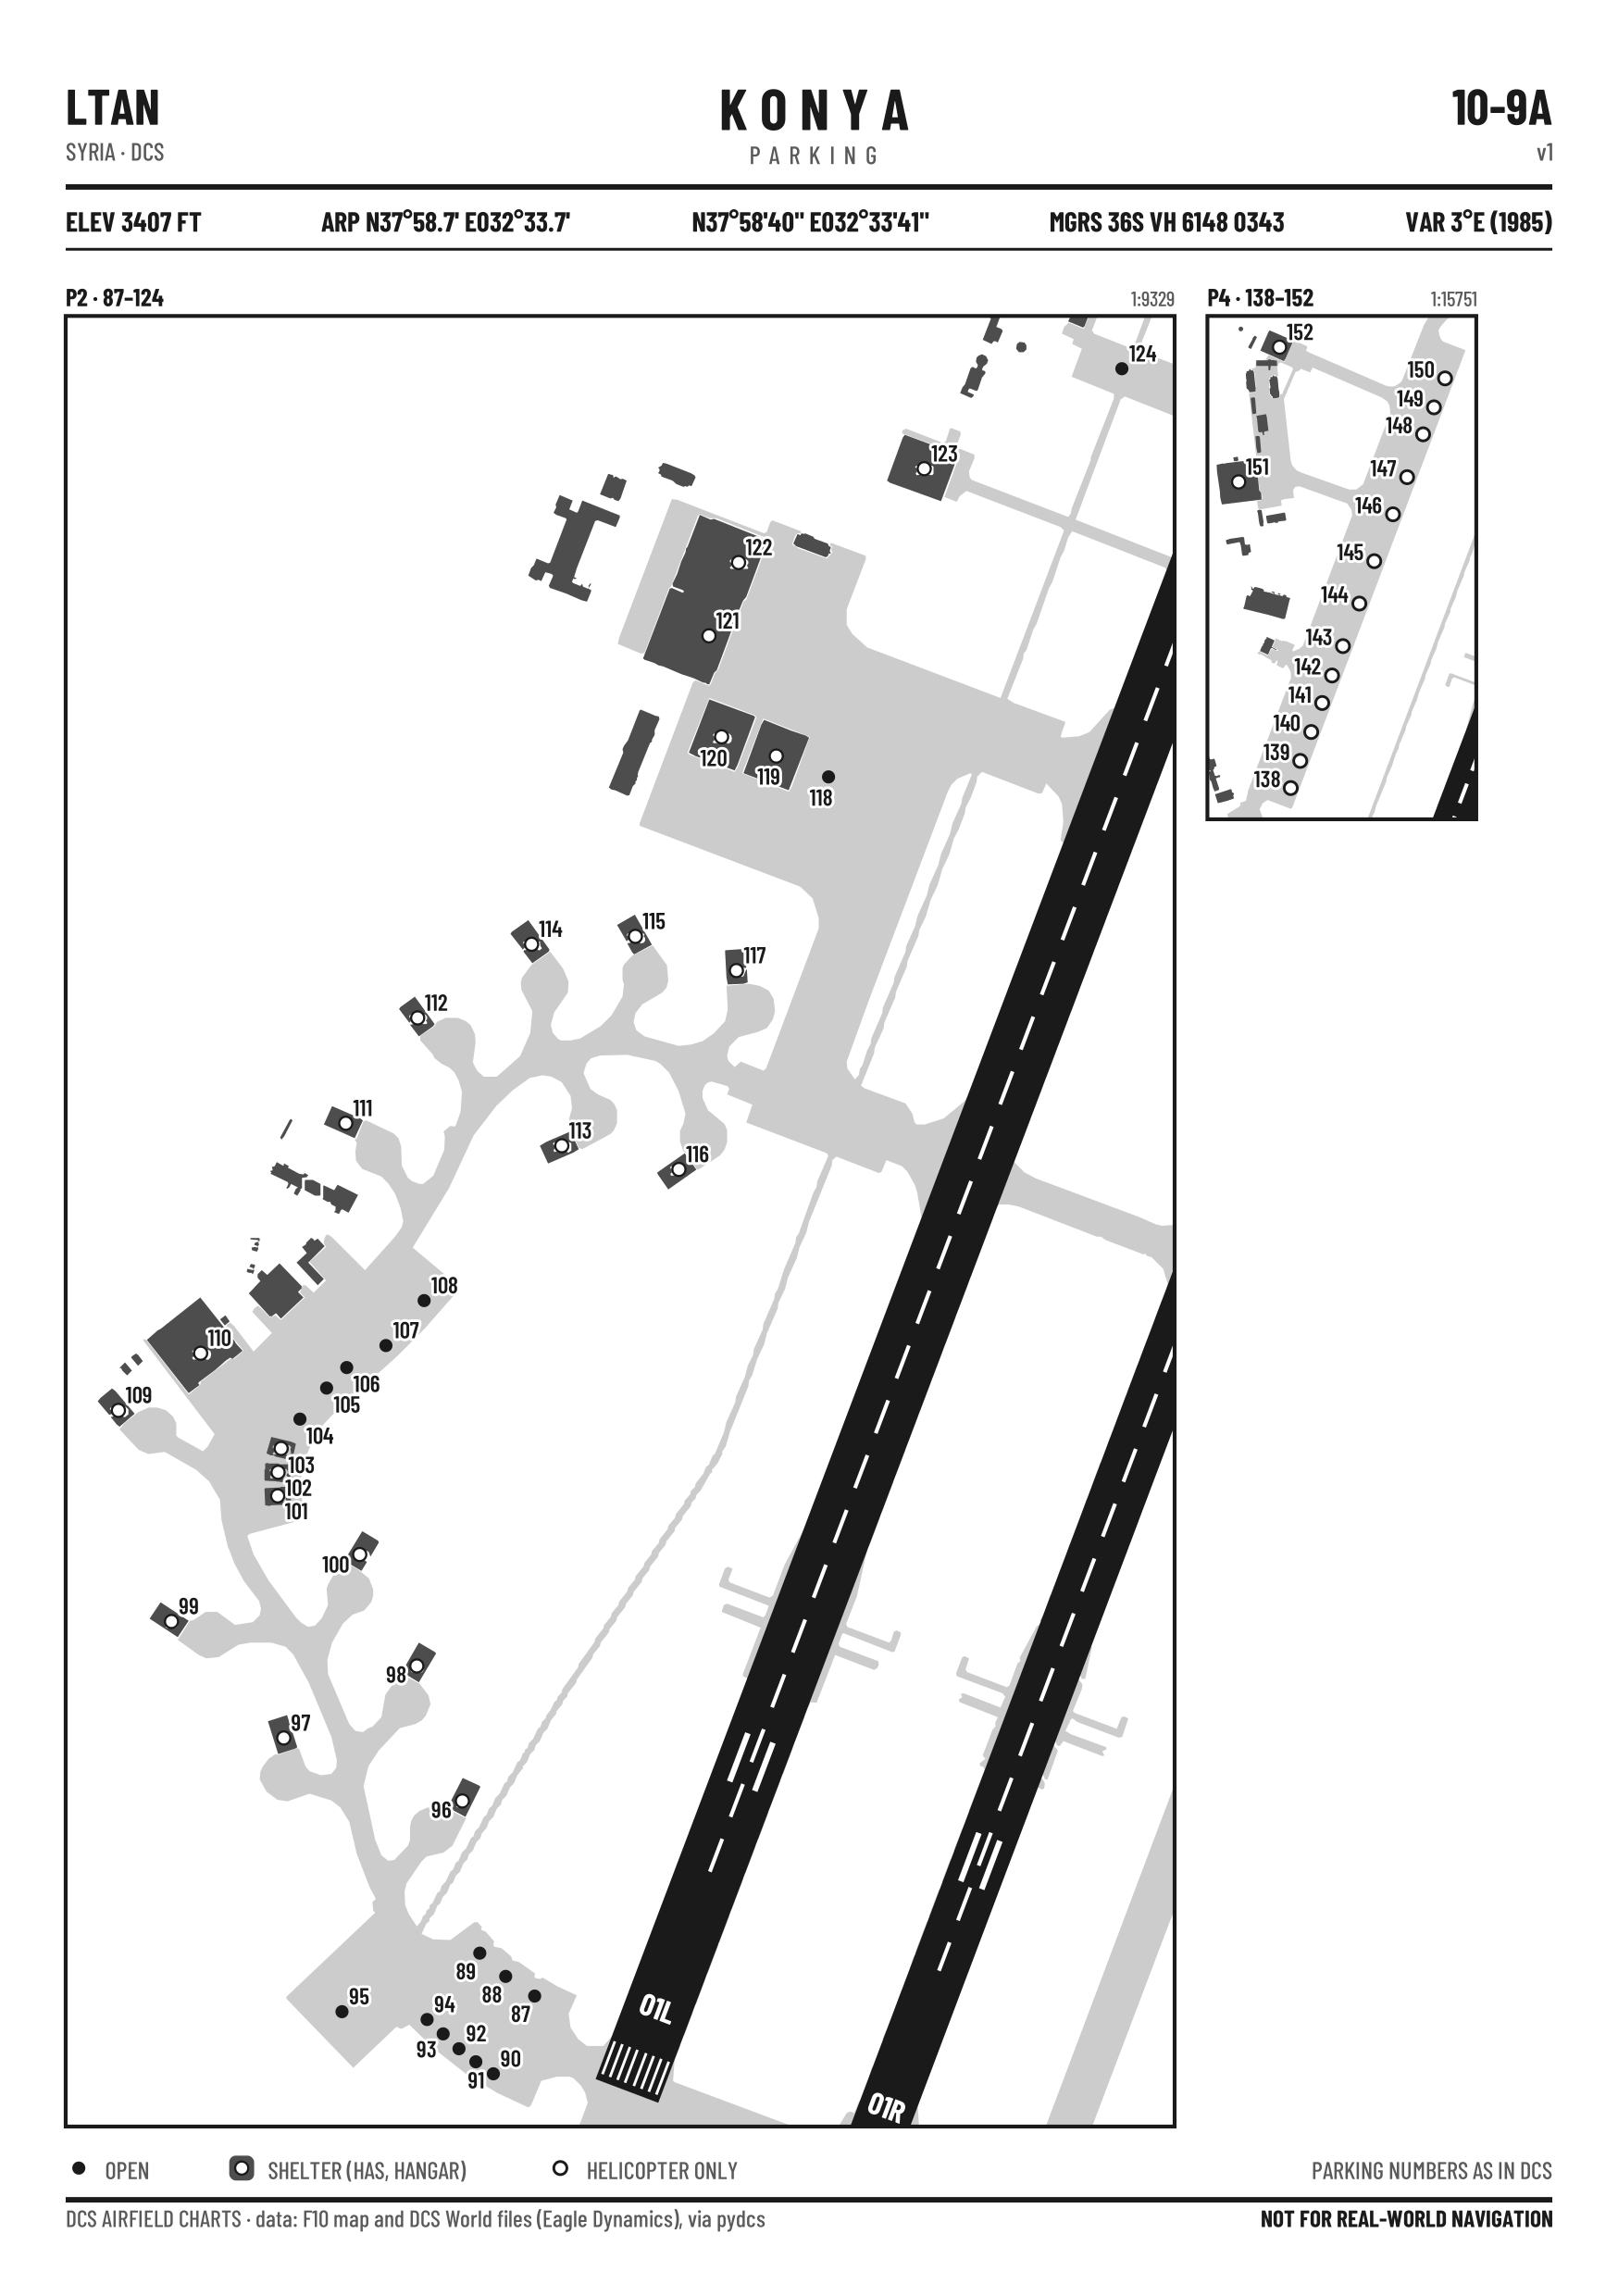 LTAN
KONYA
10-9A
SYRIA · DCS
PARKING
v1
ELEV 3407 FT
ARP N37°58.7' E032°33.7'
N37°58'40" E032°33'41"
MGRS 36S VH 6148 0343
VAR 3°E (1985)
P2 · 87-124
1:9329
P4 · 138-152
1:15751
124
123
122
121
120
119
118
115
114
117
112
111
113
116
108
107
110
106
109
105
104
103
102
101
100
99
98
97
96
89
88
95
94
87
92
93
90
91
01L
01R
152
150
149
148
151
147
146
145
144
143
142
141
140
139
138
OPEN
SHELTER (HAS, HANGAR)
HELICOPTER ONLY
PARKING NUMBERS AS IN DCS
DCS AIRFIELD CHARTS · data: F10 map and DCS World files (Eagle Dynamics), via pydcs
NOT FOR REAL-WORLD NAVIGATION